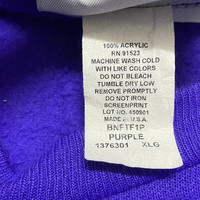 100% ACRYLIC
RN 91523
MACHINE WASH COLD
WITH LIKE COLORS
DO NOT BLEACH
TUMBLE DRY LOW
REMOVE PROMPTLY
DO NOT IRON
SCREENPRINT
LOT NO. 450901
MADE IN U.S.A.
BNFTF1P
PURPLE
1376301 XLG